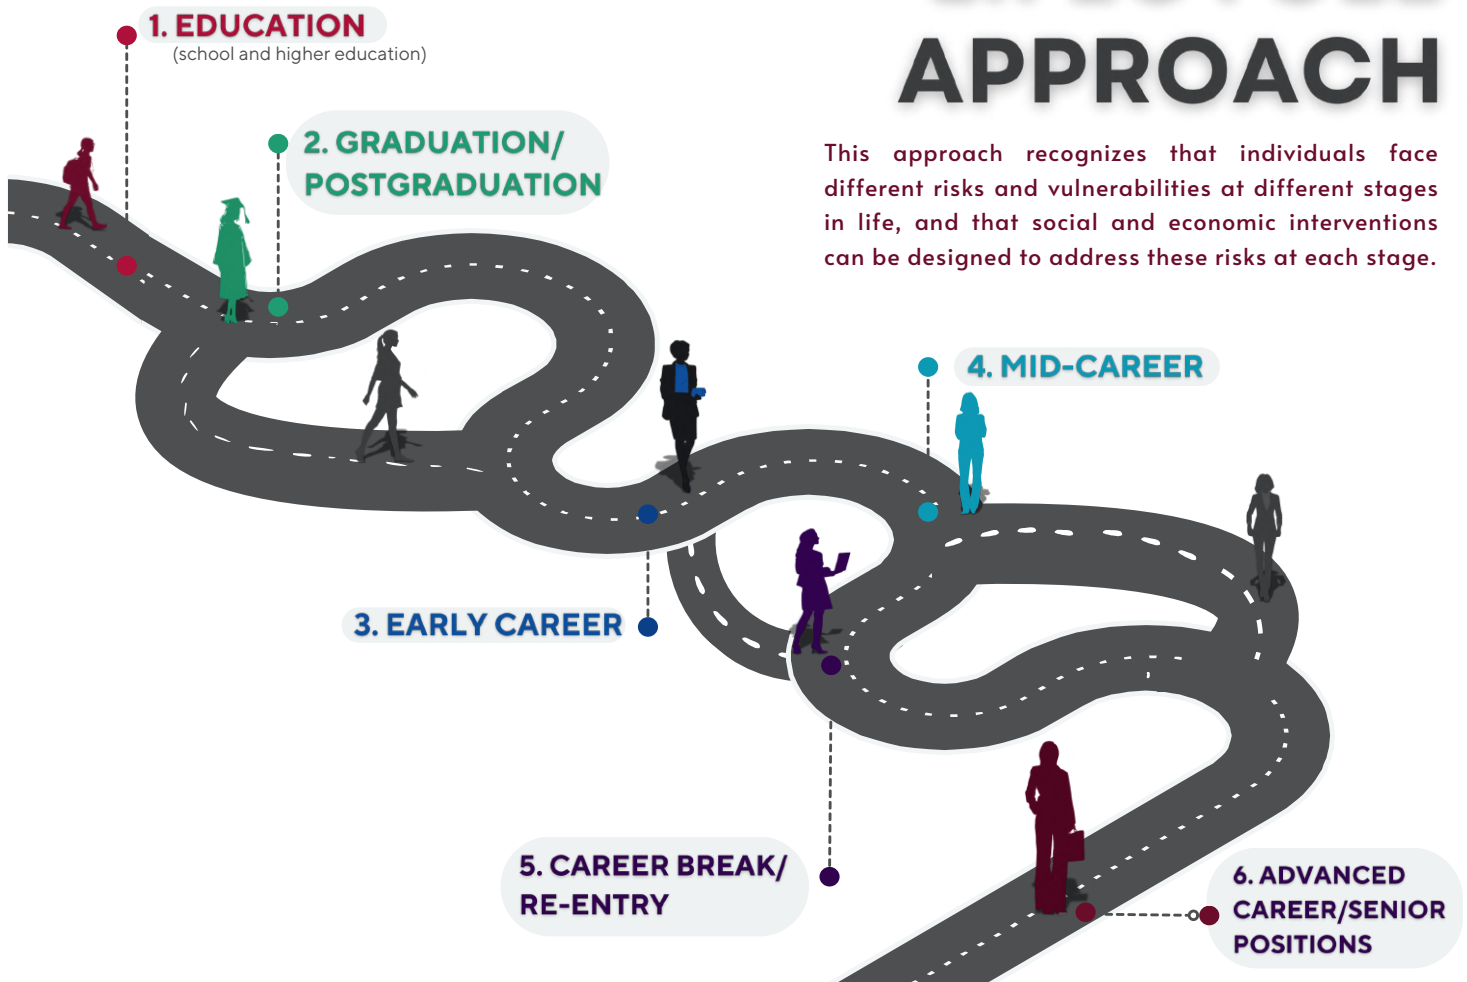 1. EDUCATION
(school and higher education)
2. GRADUATION/
POSTGRADUATION
APPROACH
This approach recognizes that individuals face
different risks and vulnerabilities at different stages
in life, and that social and economic interventions
can be designed to address these risks at each stage.
4. MID-CAREER
3. EARLY CAREER
5. CAREER BREAK/
RE-ENTRY
6. ADVANCED
CAREER/SENIOR
POSITIONS